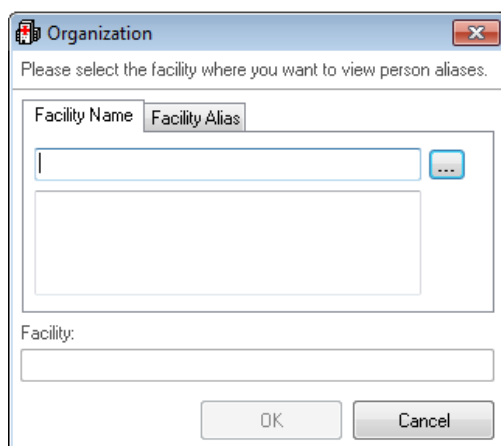 Organization
Please select the facility where you want to view person aliases.
Facility Name Facility Alias
...
Facility:
OK Cancel